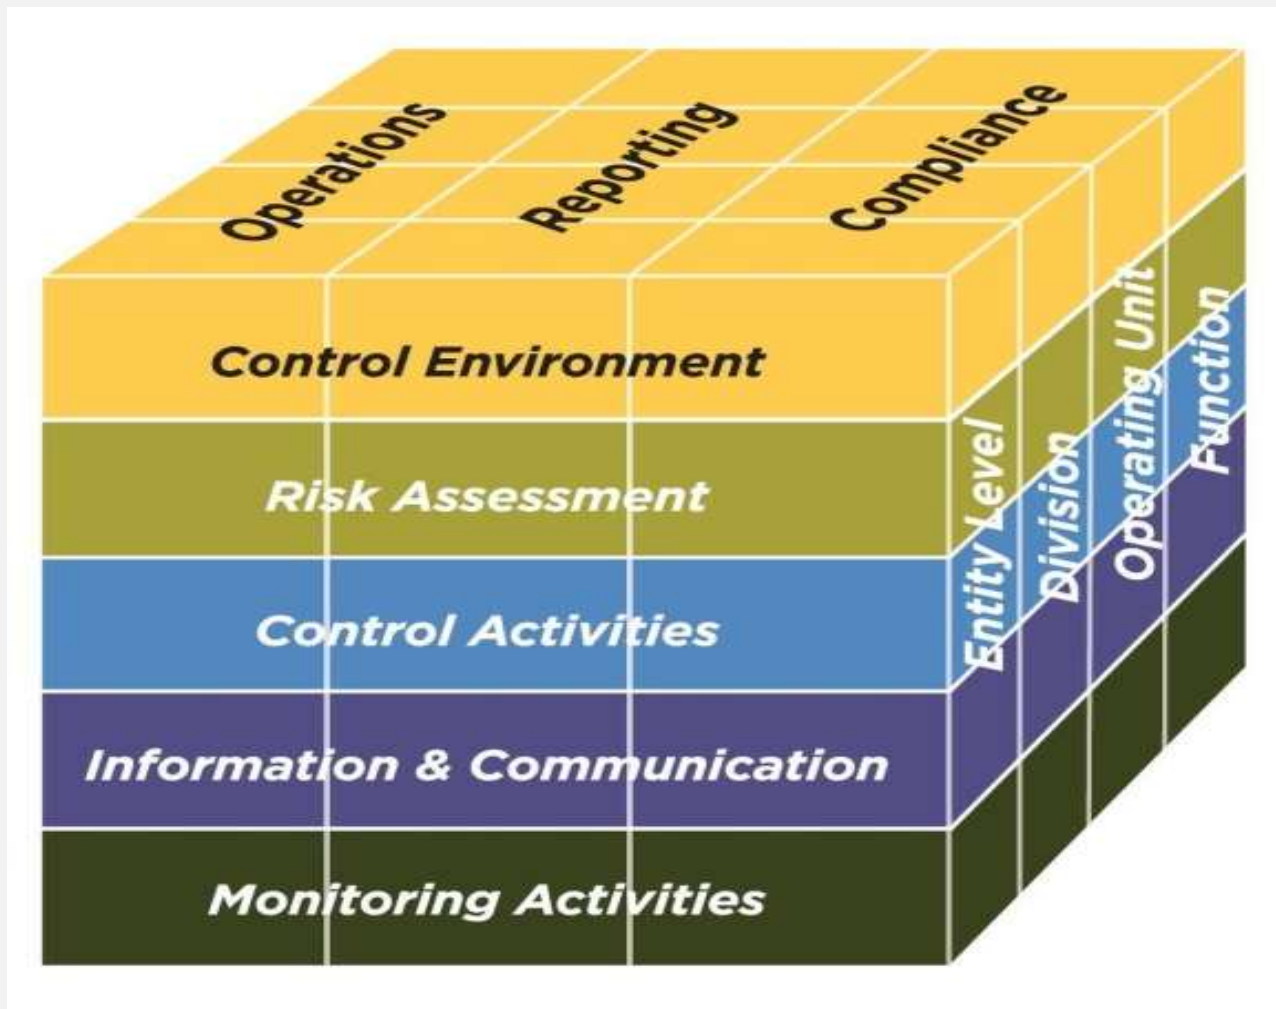 Operations
Reporting
Compliance
Control Environment
Risk Assessment
Control Activities
Information & Communication
Monitoring Activities
Entity Level
Division
Operating Unit
Function